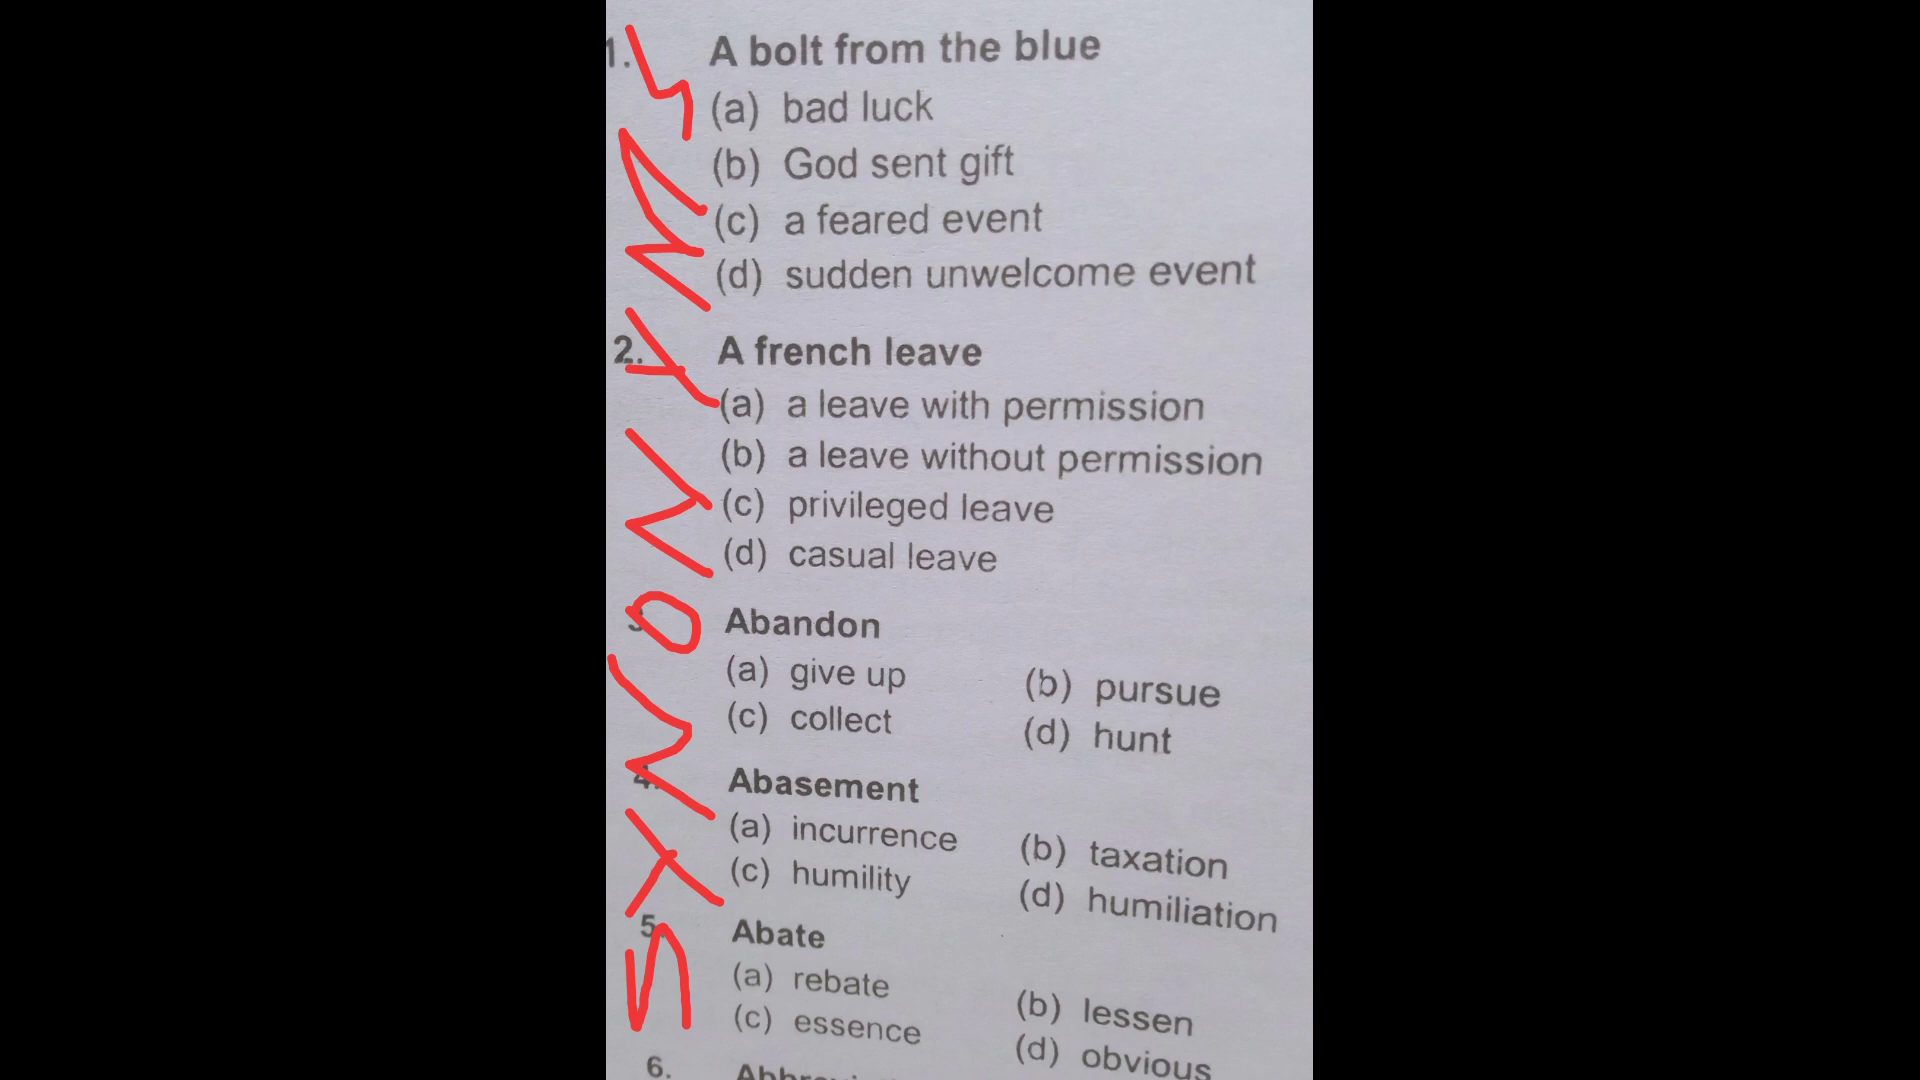 1. A bolt from the blue
(a) bad luck
(b) God sent gift
(c) a feared event
(d) sudden unwelcome event
2. A french leave
(a) a leave with permission
(b) a leave without permission
(c) privileged leave
(d) casual leave
3 Abandon
(a) give up (b) pursue
(c) collect (d) hunt
4. Abasement
(a) incurrence (b) taxation
(c) humility (d) humiliation
5. Abate
(a) rebate (b) lessen
(c) essence (d) obvious
6.
SYNONYMS